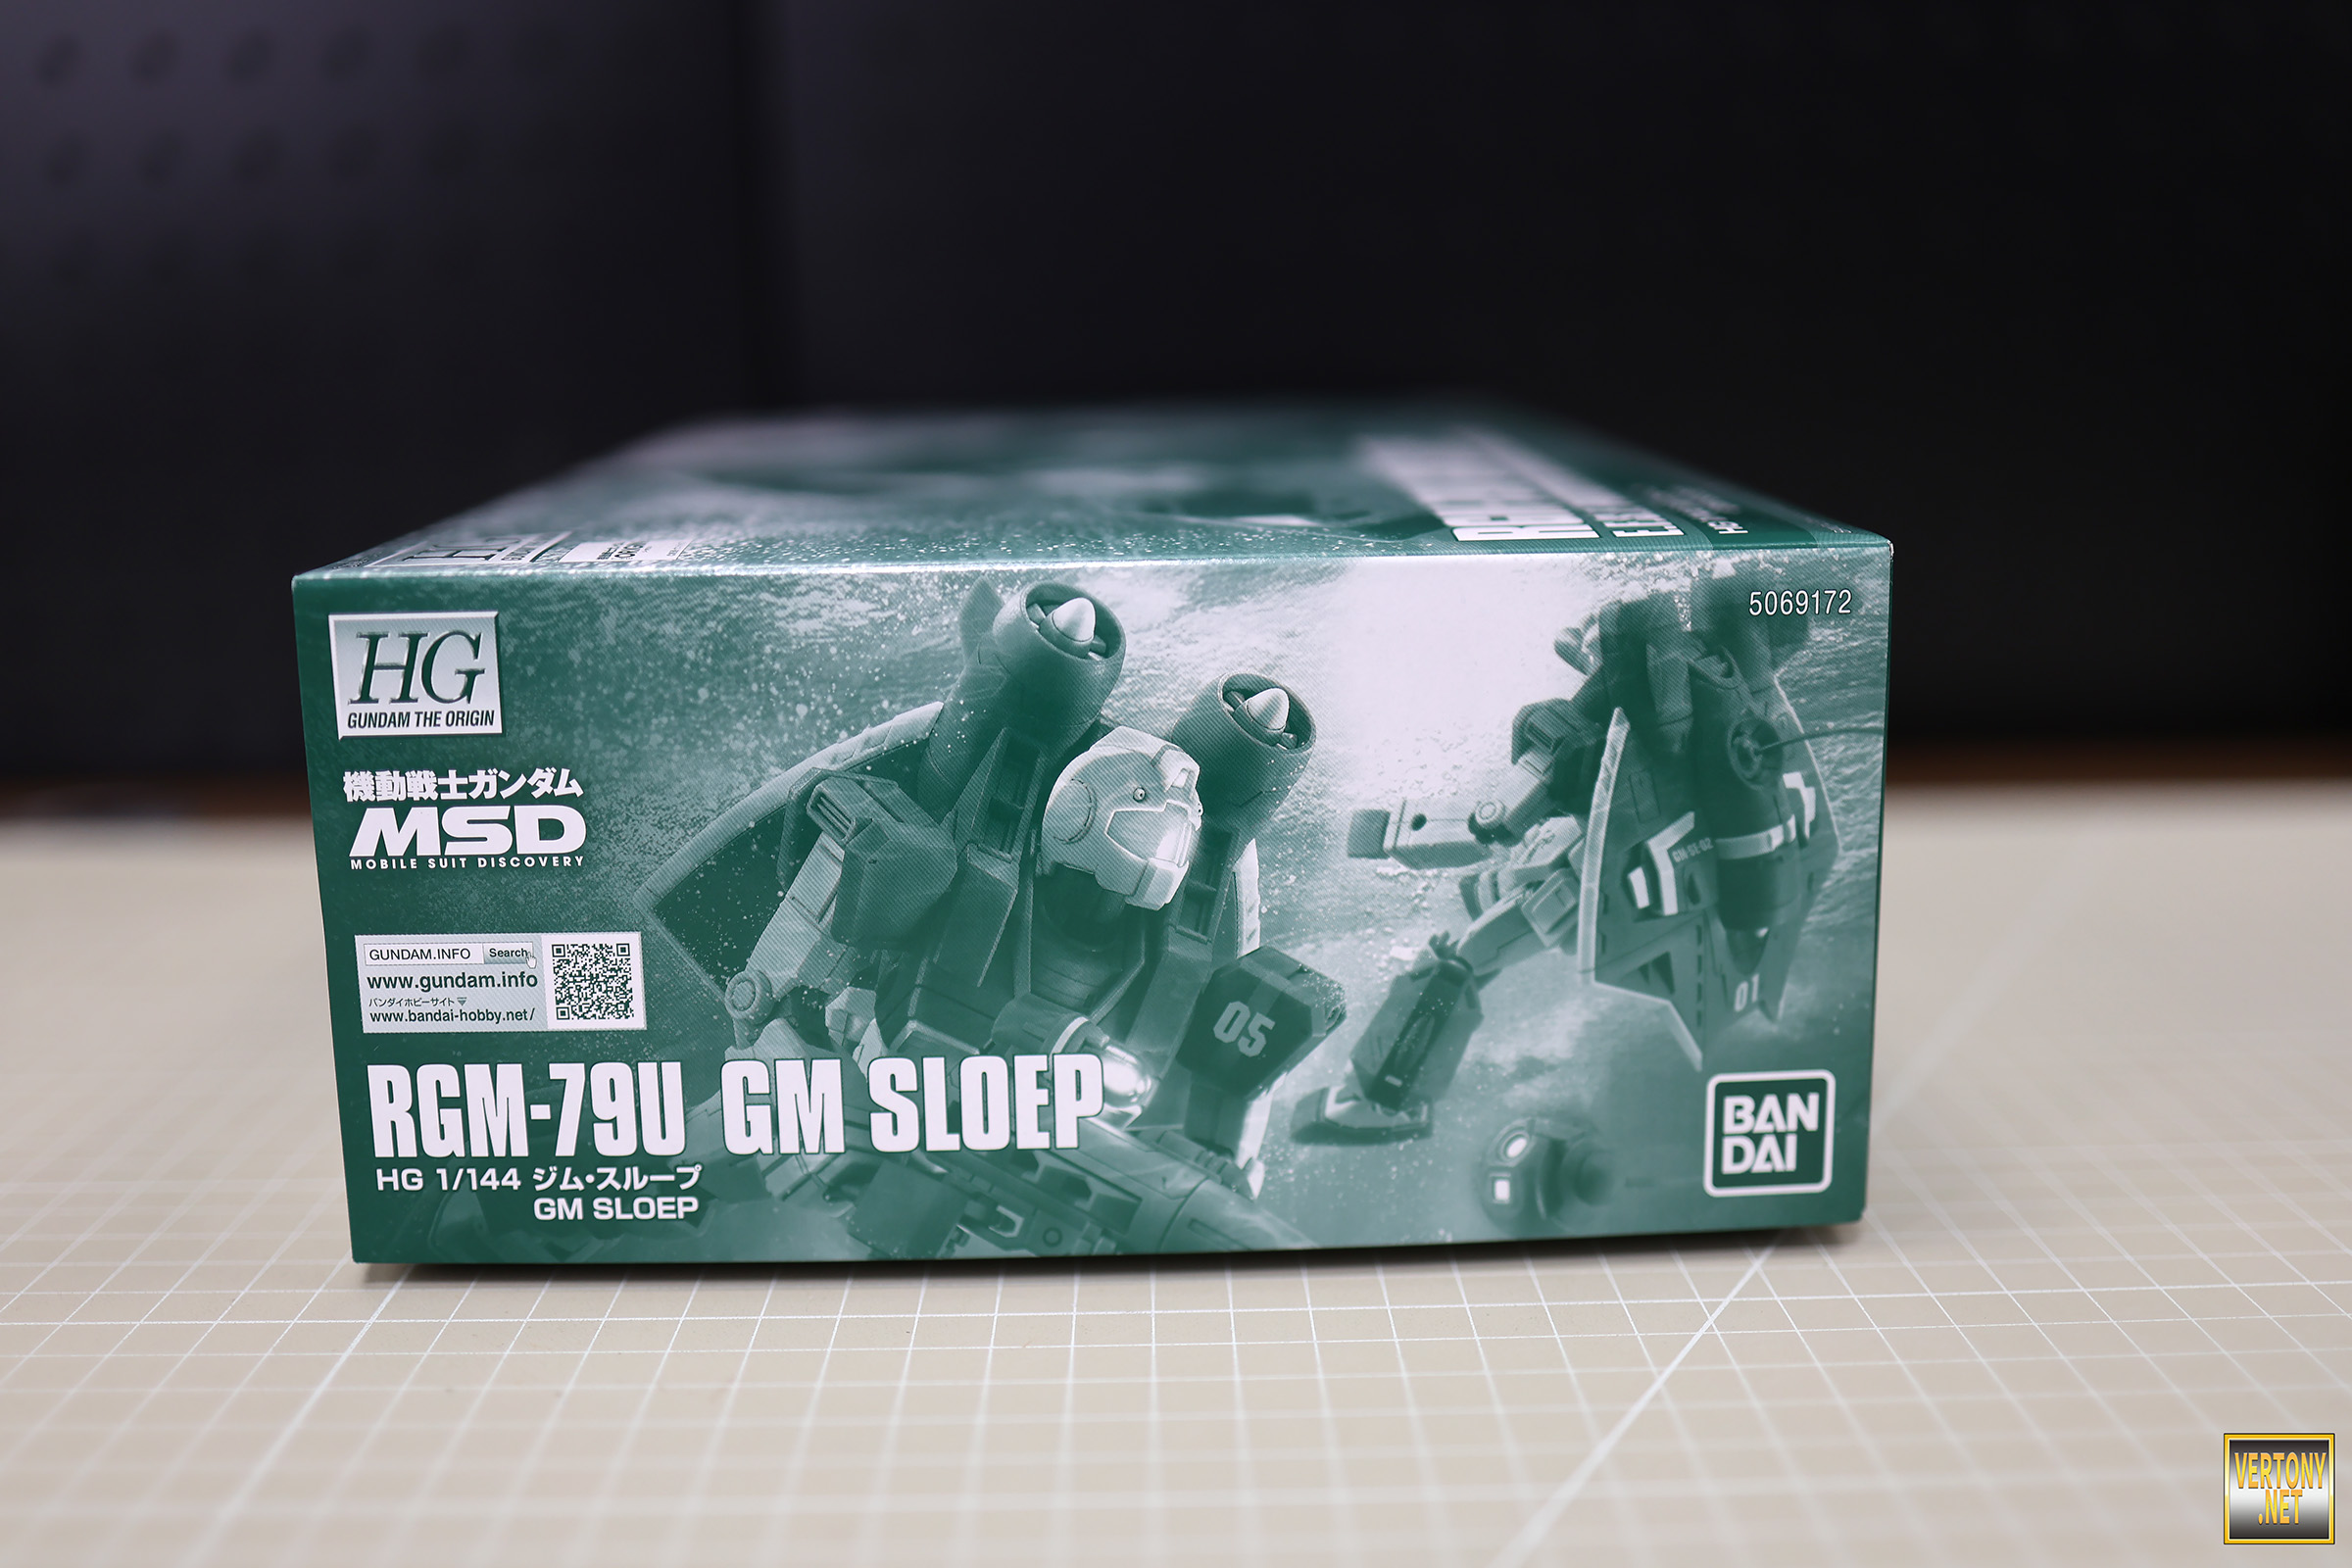 HG
GUNDAM THE ORIGIN
5069172
機動戦士ガンダム
MSD
MOBILE SUIT DISCOVERY
GUNDAM.INFO Search
www.gundam.info
バンダイホビーサイト▼
www.bandai-hobby.net/
05
CM-SE-02
01
RGM-79U GM SLOEP
HG 1/144 ジム・スループ
GM SLOEP
BAN
DAI
VERTONY
.NET